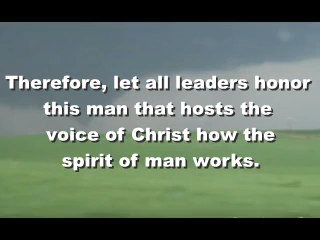 Therefore, let all leaders honor
this man that hosts the
voice of Christ how the
spirit of man works.